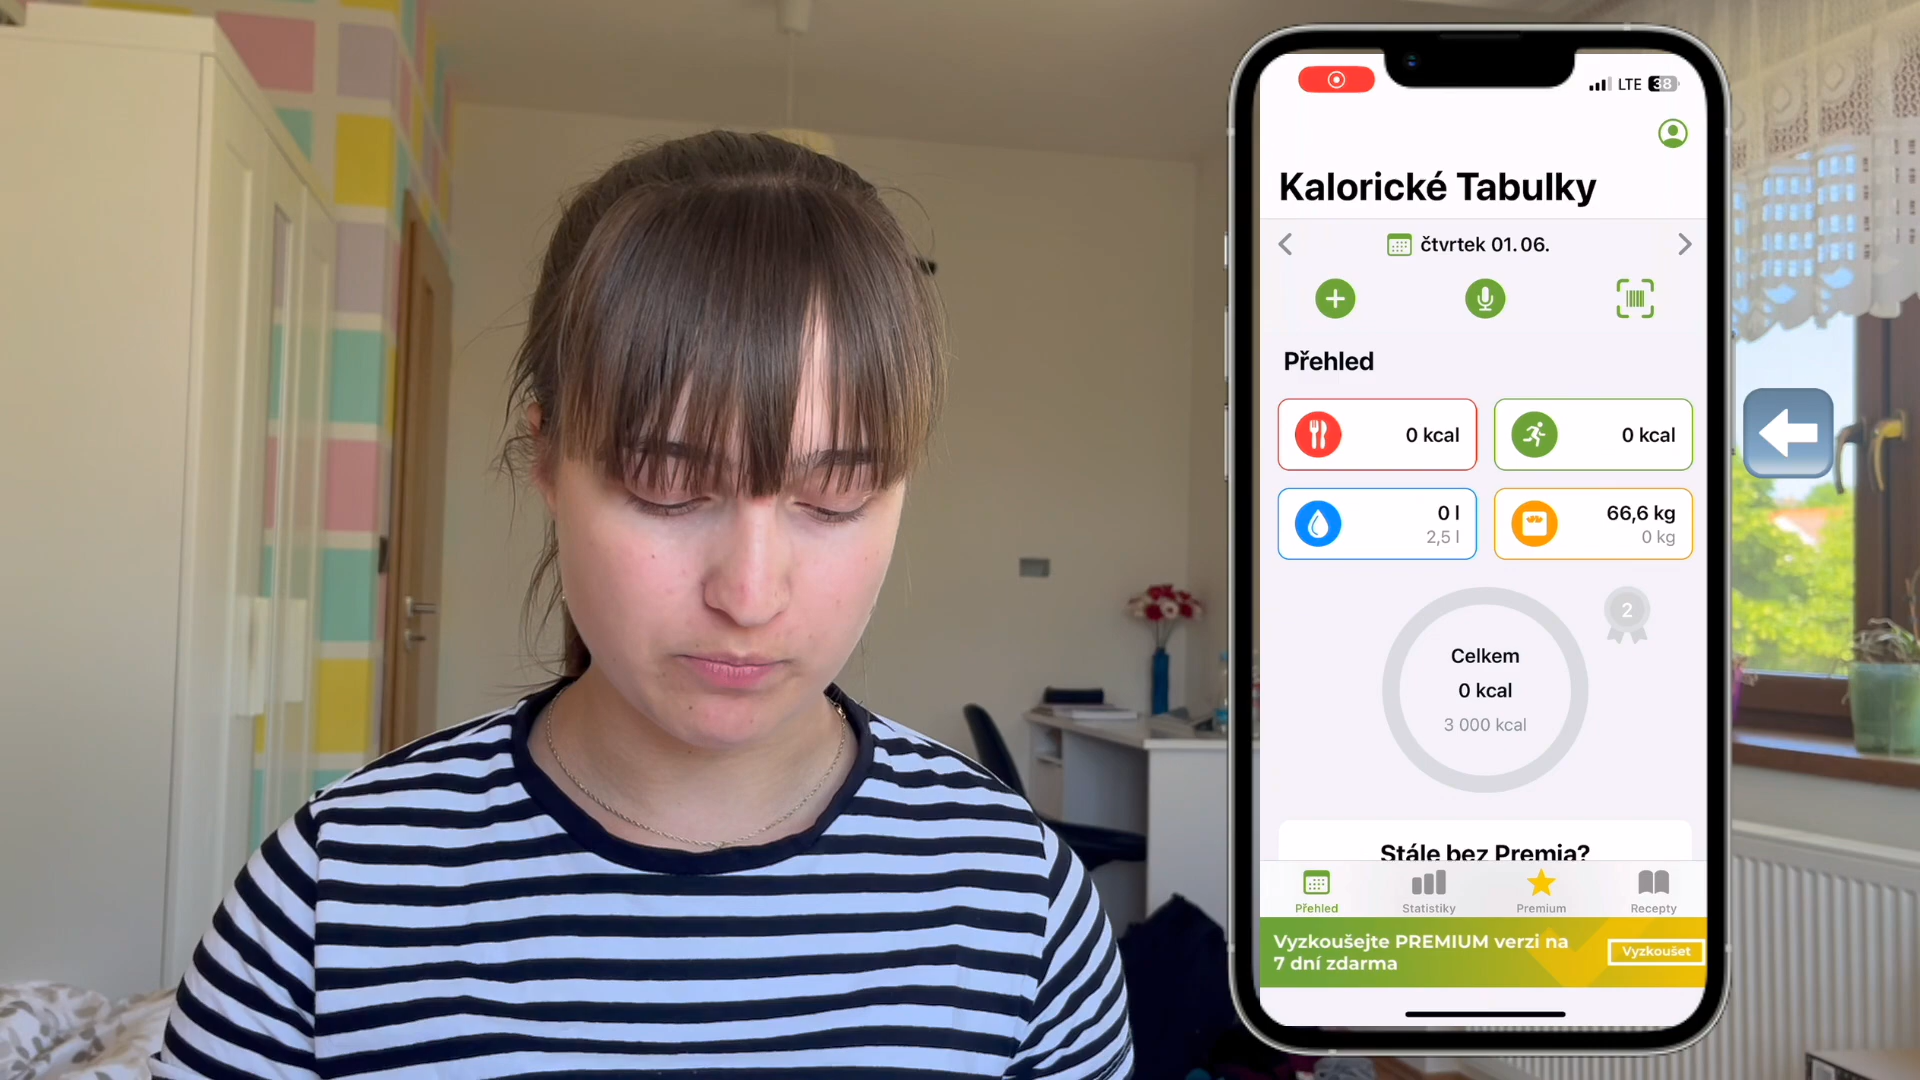 LTE 38
Kalorické Tabulky
čtvrtek 01. 06.
Přehled
0 kcal
0 kcal
0 l
2,5 l
66,6 kg
0 kg
2
Celkem
0 kcal
3 000 kcal
Stále bez Premia?
Přehled
Statistiky
Premium
Recepty
Vyzkoušejte PREMIUM verzi na
7 dní zdarma
Vyzkoušet